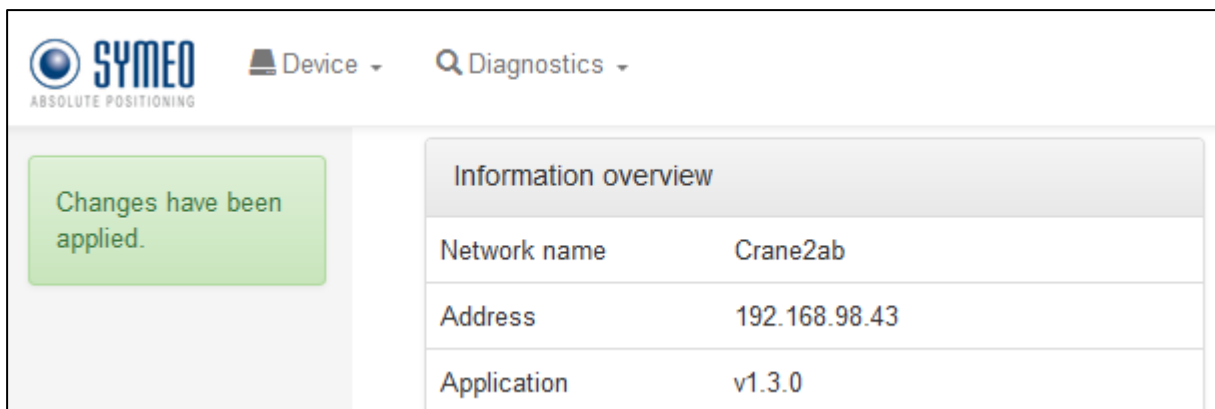 SYMEO
ABSOLUTE POSITIONING
Device
Diagnostics
Changes have been
applied.
Information overview
Network name Crane2ab
Address 192.168.98.43
Application v1.3.0